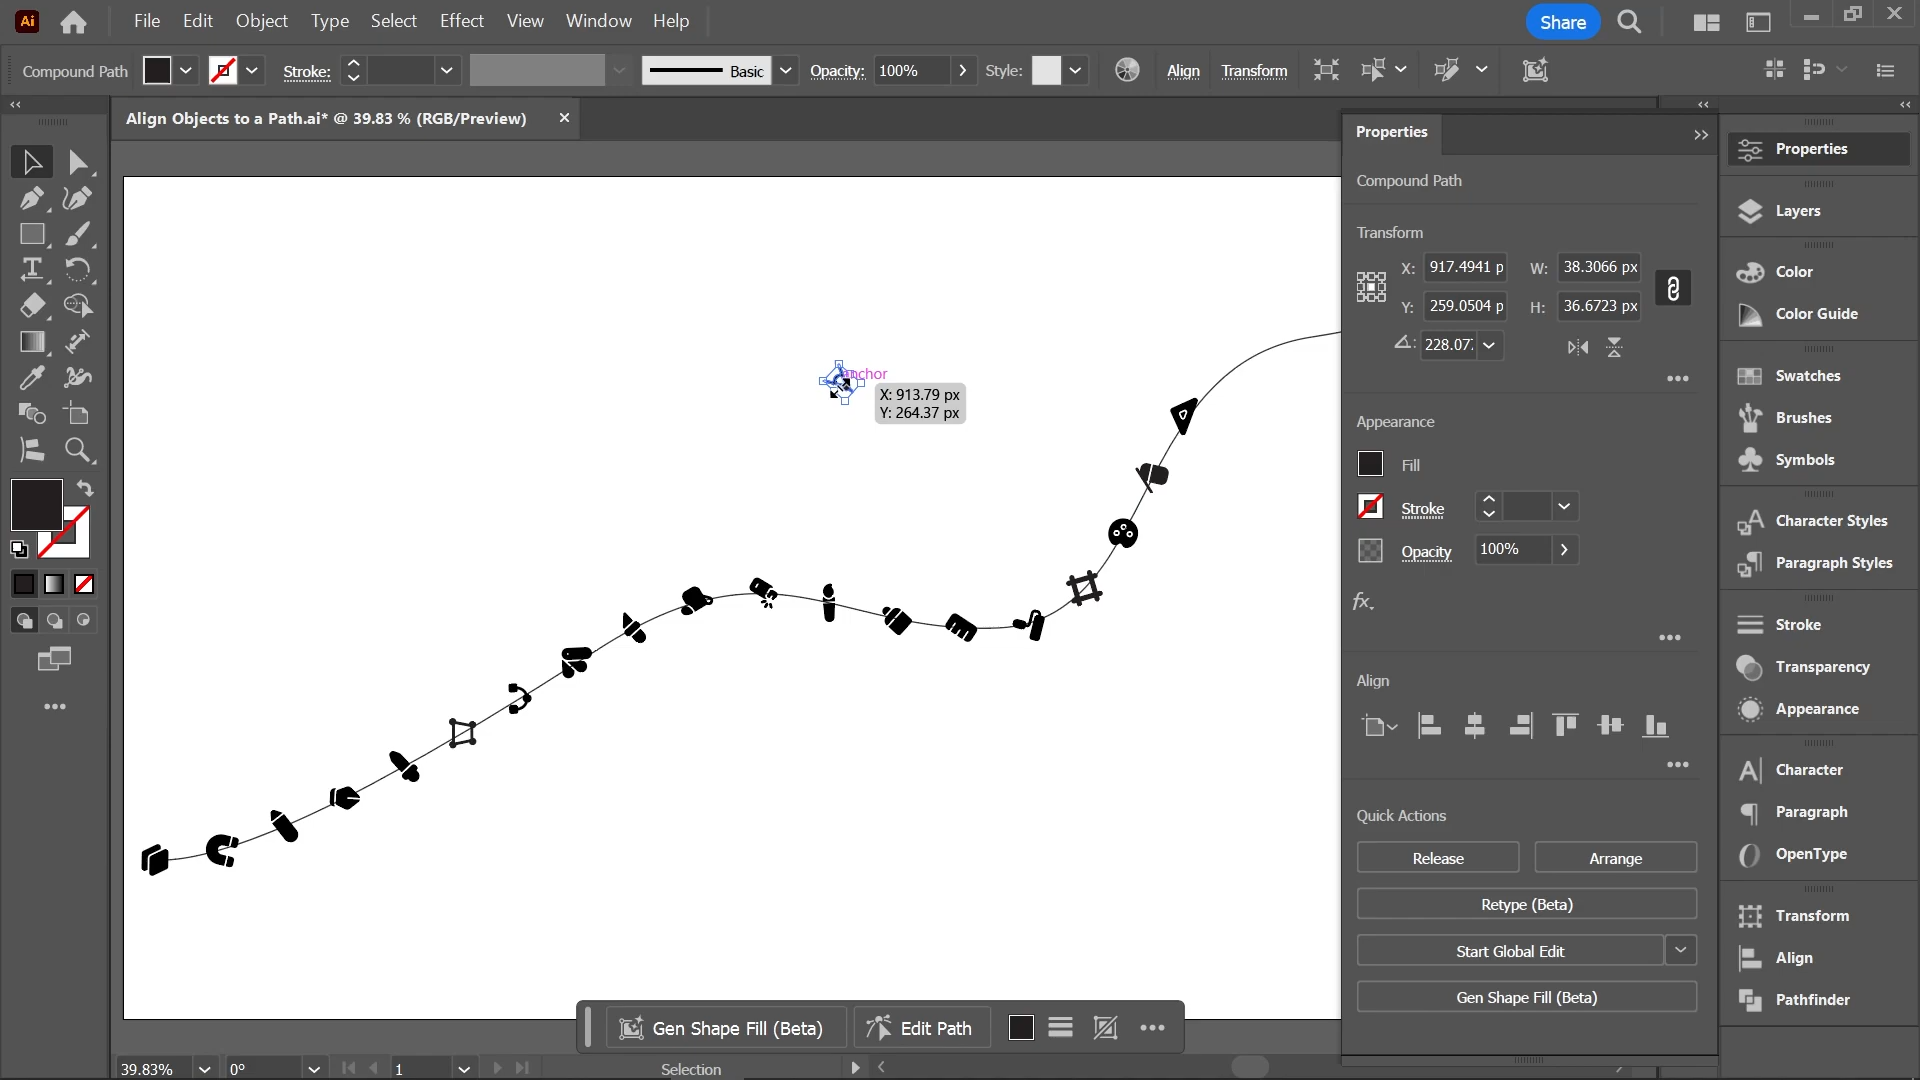 Ai
File Edit Object Type Select Effect View Window Help
Share
Compound Path
Stroke:
Basic
Opacity:
100%
Style:
Align
Transform
Align Objects to a Path.ai* @ 39.83 % (RGB/Preview)
anchor
X: 913.79 px
Y: 264.37 px
Properties
Compound Path
Transform
X: 917.4941 p
W: 38.3066 px
Y: 259.0504 p
H: 36.6723 px
228.07
Appearance
Fill
Stroke
Opacity
100%
fx
Align
Quick Actions
Release
Arrange
Retype (Beta)
Start Global Edit
Gen Shape Fill (Beta)
Properties
Layers
Color
Color Guide
Swatches
Brushes
Symbols
Character Styles
Paragraph Styles
Stroke
Transparency
Appearance
Character
Paragraph
OpenType
Transform
Align
Pathfinder
Gen Shape Fill (Beta)
Edit Path
39.83%
0°
1
Selection